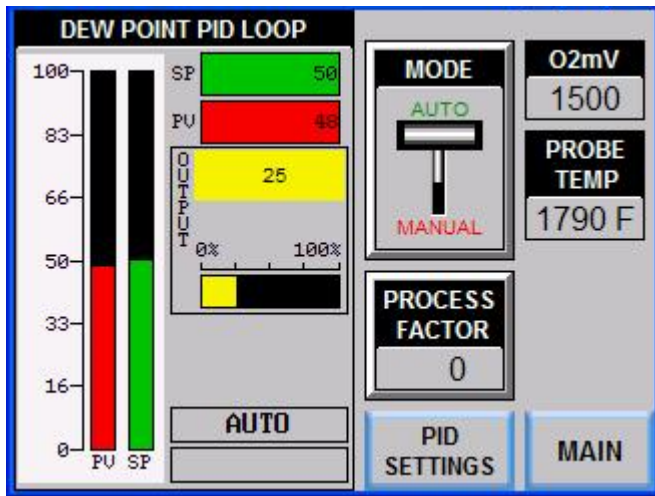 DEW POINT PID LOOP
100
83
66
50
33
16
0
PV SP
SP 50
PV 48
OUTPUT
25
0% 100%
AUTO
MODE
AUTO
MANUAL
PROCESS
FACTOR
0
PID
SETTINGS
O2mV
1500
PROBE
TEMP
1790 F
MAIN